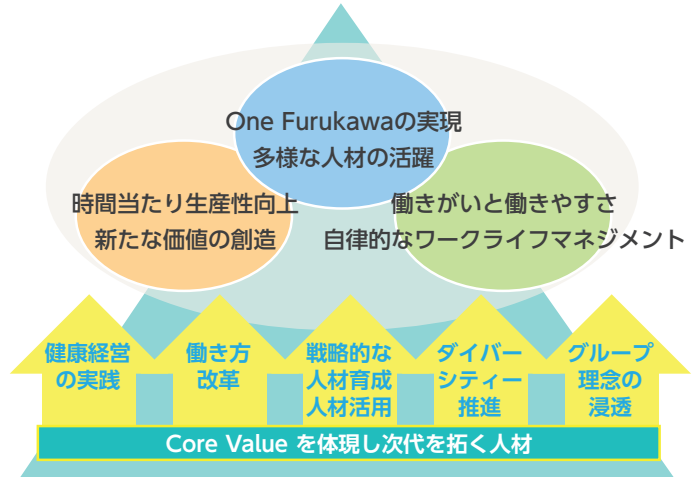 One Furukawaの実現
多様な人材の活躍
時間当たり生産性向上
新たな価値の創造
働きがいと働きやすさ
自律的なワークライフマネジメント
健康経営
の実践
働き方
改革
戦略的な
人材育成
人材活用
ダイバー
シティー
推進
グループ
理念の
浸透
Core Value を体現し次代を拓く人材